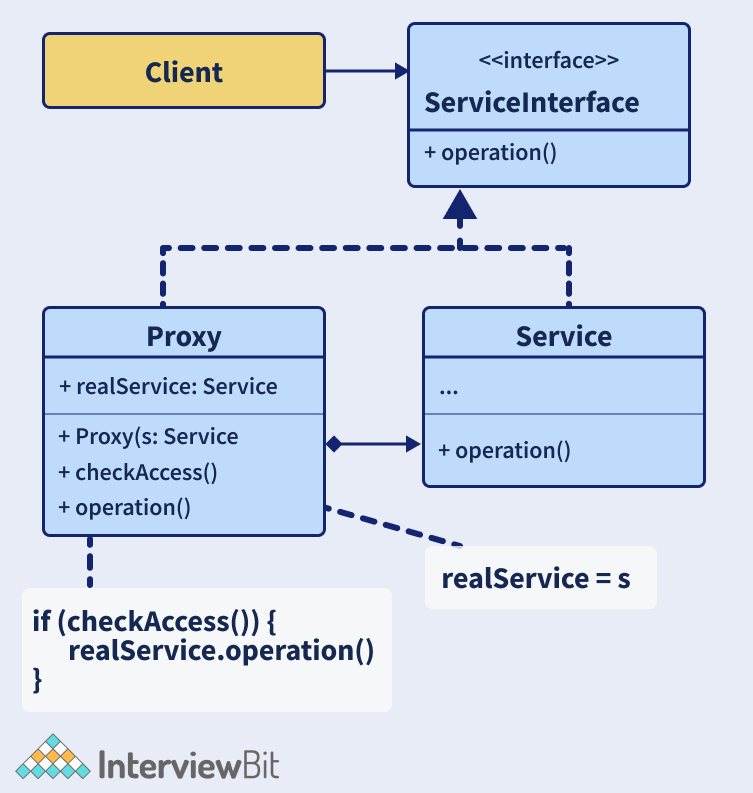 Client
<<interface>>
ServiceInterface
+ operation()
Proxy
+ realService: Service
+ Proxy(s: Service
+ checkAccess()
+ operation()
Service
...
+ operation()
realService = s
if (checkAccess()) {
realService.operation()
}
InterviewBit